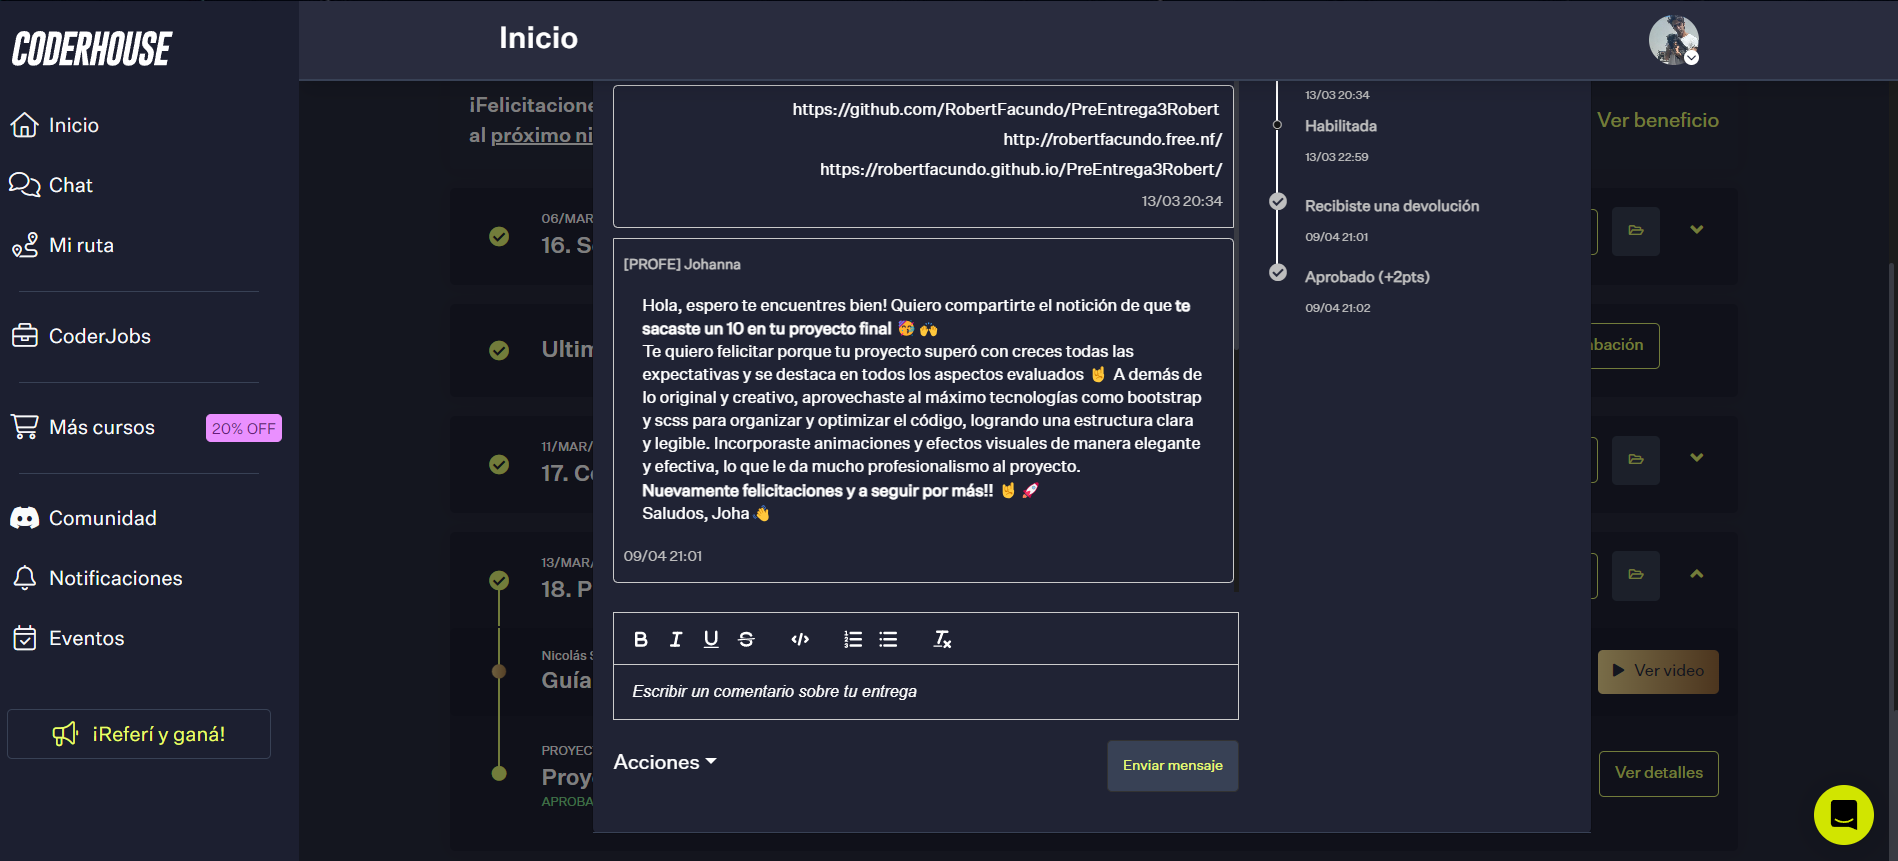 CODERHOUSE
Inicio
Inicio
Chat
Mi ruta
CoderJobs
Más cursos
20% OFF
Comunidad
Notificaciones
Eventos
¡Referí y ganá!
¡Felicitacione
al próximo ni
Ver beneficio
06/MAR
16. S
Ultim
bación
11/MAR/
17. C
13/MAR/
18. P
Nicolás S
Guía
Ver video
PROYEC
Proy
APROBA
Ver detalles
https://github.com/RobertFacundo/PreEntrega3Robert
http://robertfacundo.free.nf/
https://robertfacundo.github.io/PreEntrega3Robert/
13/03 20:34
[PROFE] Johanna
Hola, espero te encuentres bien! Quiero compartirte el notición de que te
sacaste un 10 en tu proyecto final 🥳 🙌
Te quiero felicitar porque tu proyecto superó con creces todas las
expectativas y se destaca en todos los aspectos evaluados 🤘 A demás de
lo original y creativo, aprovechaste al máximo tecnologías como bootstrap
y scss para organizar y optimizar el código, logrando una estructura clara
y legible. Incorporaste animaciones y efectos visuales de manera elegante
y efectiva, lo que le da mucho profesionalismo al proyecto.
Nuevamente felicitaciones y a seguir por más!! 🤘 🚀
Saludos, Joha 👋
09/04 21:01
Escribir un comentario sobre tu entrega
Acciones
Enviar mensaje
13/03 20:34
Habilitada
13/03 22:59
Recibiste una devolución
09/04 21:01
Aprobado (+2pts)
09/04 21:02